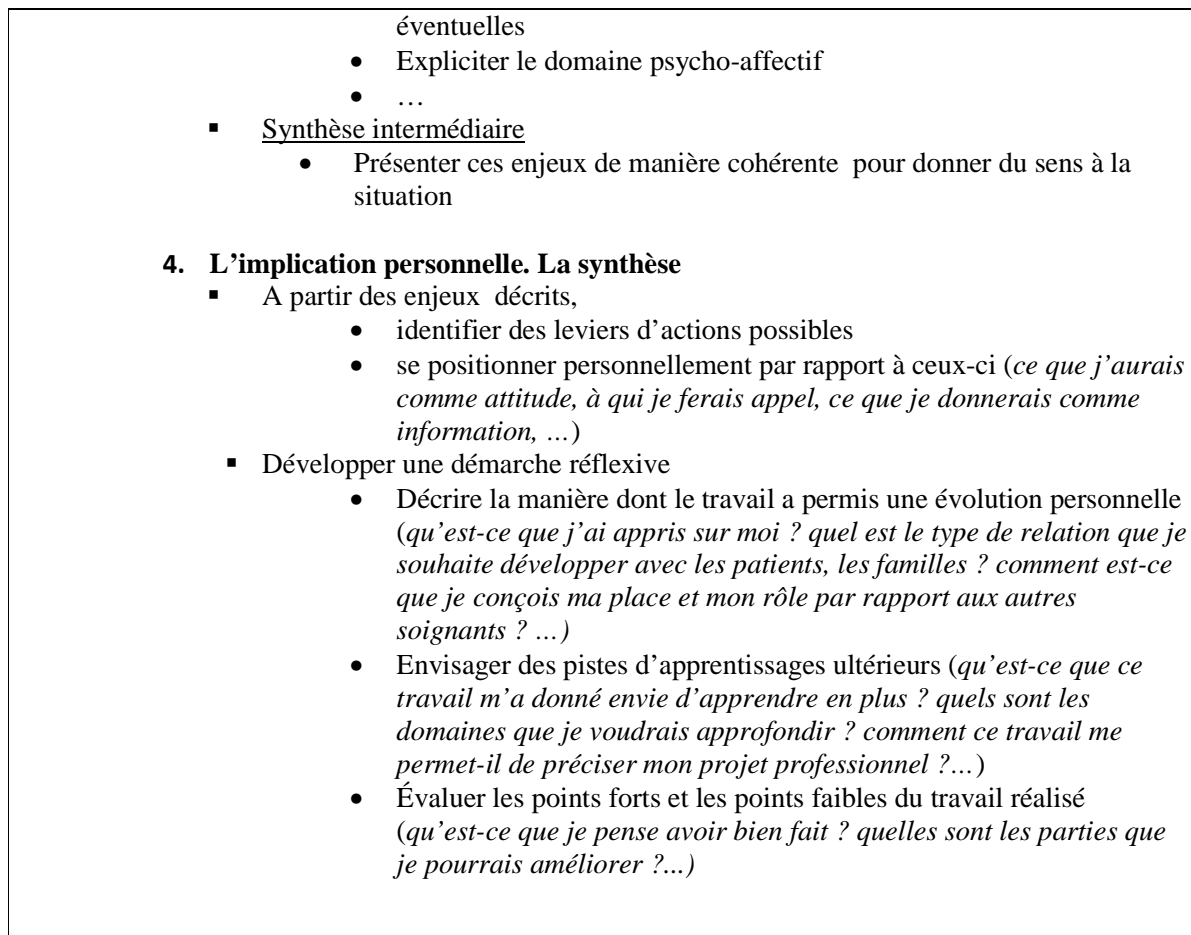 éventuelles
• Expliciter le domaine psycho-affectif
• …
▪ Synthèse intermédiaire
• Présenter ces enjeux de manière cohérente  pour donner du sens à la
situation
4. L’implication personnelle. La synthèse
▪ A partir des enjeux  décrits,
• identifier des leviers d’actions possibles
• se positionner personnellement par rapport à ceux-ci (ce que j’aurais
comme attitude, à qui je ferais appel, ce que je donnerais comme
information, …)
▪ Développer une démarche réflexive
• Décrire la manière dont le travail a permis une évolution personnelle
(qu’est-ce que j’ai appris sur moi ? quel est le type de relation que je
souhaite développer avec les patients, les familles ? comment est-ce
que je conçois ma place et mon rôle par rapport aux autres
soignants ? …)
• Envisager des pistes d’apprentissages ultérieurs (qu’est-ce que ce
travail m’a donné envie d’apprendre en plus ? quels sont les
domaines que je voudrais approfondir ? comment ce travail me
permet-il de préciser mon projet professionnel ?…)
• Évaluer les points forts et les points faibles du travail réalisé
(qu’est-ce que je pense avoir bien fait ? quelles sont les parties que
je pourrais améliorer ?...)